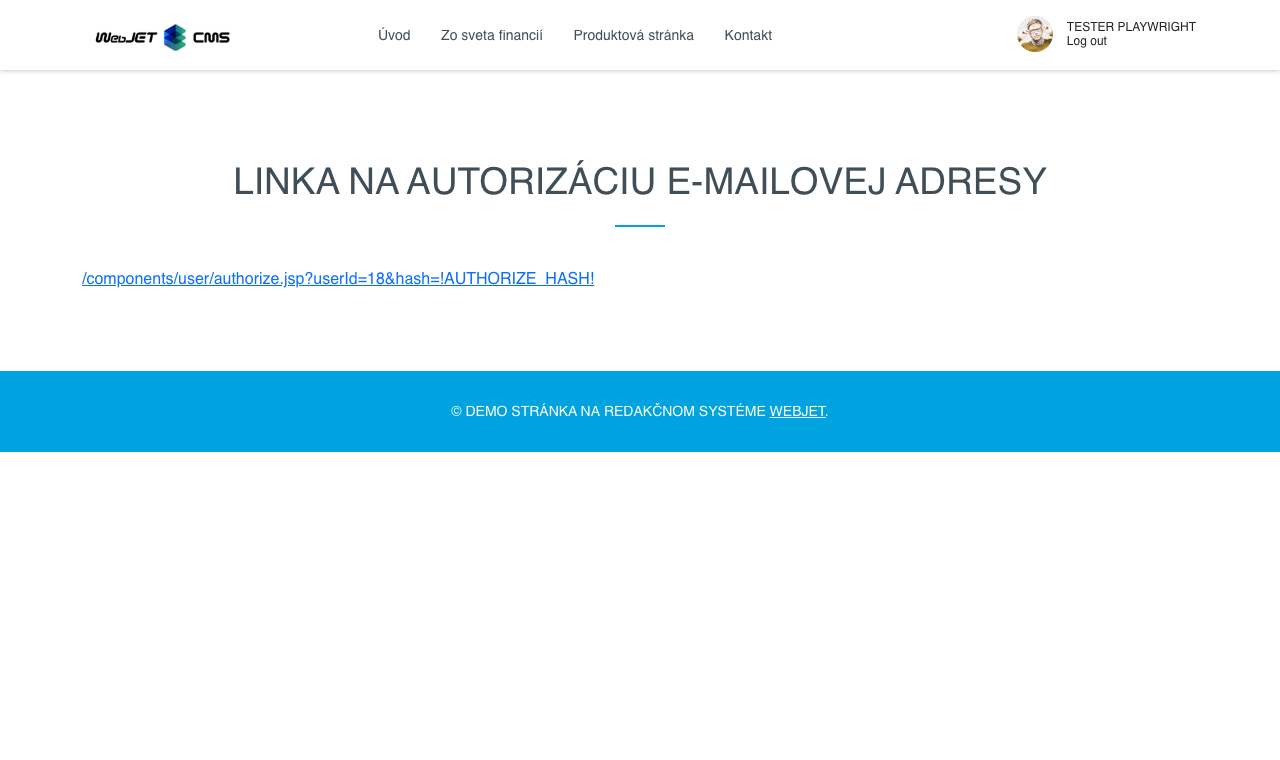 WebJET CMS
Úvod
Zo sveta financií
Produktová stránka
Kontakt
TESTER PLAYWRIGHT
Log out
LINKA NA AUTORIZÁCIU E-MAILOVEJ ADRESY
/components/user/authorize.jsp?userId=18&hash=!AUTHORIZE_HASH!
© DEMO STRÁNKA NA REDAKČNOM SYSTÉME WEBJET.